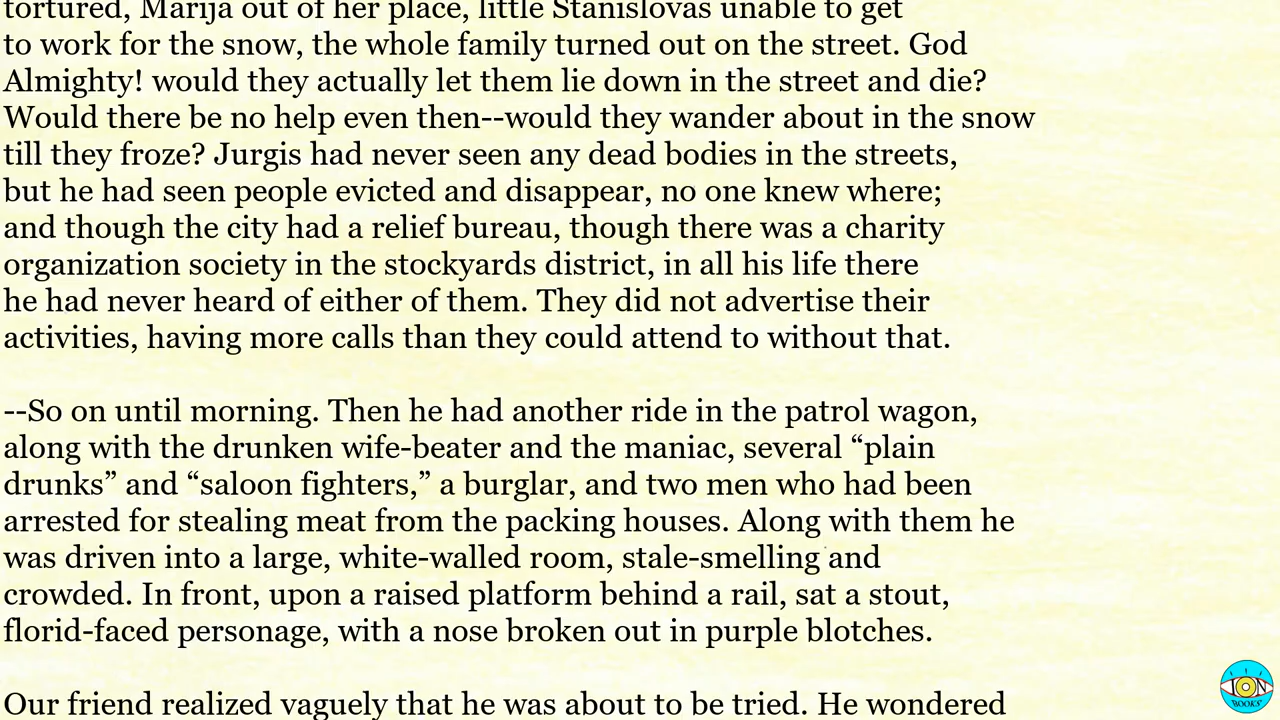 tortured, Marija out of her place, little Stanislovas unable to get
to work for the snow, the whole family turned out on the street. God
Almighty! would they actually let them lie down in the street and die?
Would there be no help even then--would they wander about in the snow
till they froze? Jurgis had never seen any dead bodies in the streets,
but he had seen people evicted and disappear, no one knew where;
and though the city had a relief bureau, though there was a charity
organization society in the stockyards district, in all his life there
he had never heard of either of them. They did not advertise their
activities, having more calls than they could attend to without that.
--So on until morning. Then he had another ride in the patrol wagon,
along with the drunken wife-beater and the maniac, several “plain
drunks” and “saloon fighters,” a burglar, and two men who had been
arrested for stealing meat from the packing houses. Along with them he
was driven into a large, white-walled room, stale-smelling and
crowded. In front, upon a raised platform behind a rail, sat a stout,
florid-faced personage, with a nose broken out in purple blotches.
Our friend realized vaguely that he was about to be tried. He wondered
ION
BOOKS